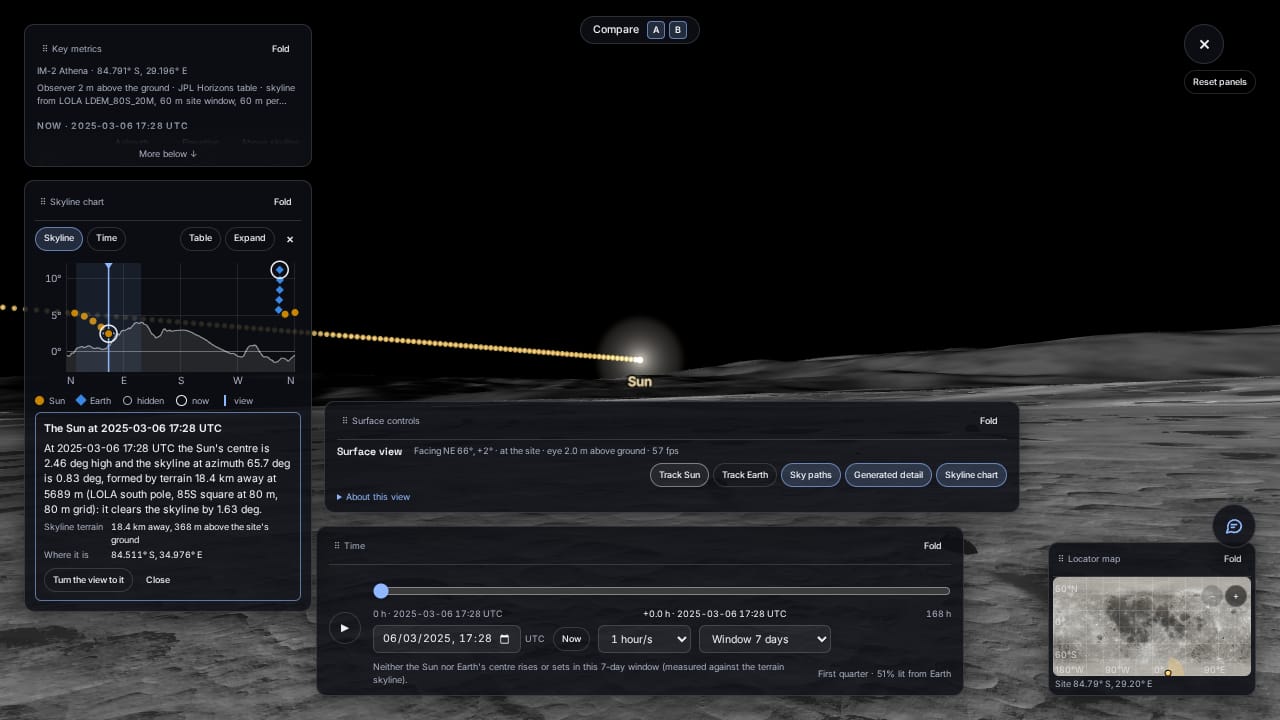 Compare A B
Reset panels
⠿ Key metrics Fold
IM-2 Athena · 84.791° S, 29.196° E
Observer 2 m above the ground · JPL Horizons table · skyline
from LOLA LDEM_80S_20M, 60 m site window, 60 m per...
NOW · 2025-03-06 17:28 UTC
More below ↓
⠿ Skyline chart Fold
Skyline Time Table Expand ×
10°
5°
0°
N E S W N
Sun Earth hidden now view
The Sun at 2025-03-06 17:28 UTC
At 2025-03-06 17:28 UTC the Sun's centre is
2.46 deg high and the skyline at azimuth 65.7 deg
is 0.83 deg, formed by terrain 18.4 km away at
5689 m (LOLA south pole, 85S square at 80 m,
80 m grid): it clears the skyline by 1.63 deg.
Skyline terrain 18.4 km away, 368 m above the site's
ground
Where it is 84.511° S, 34.976° E
Turn the view to it Close
Sun
⠿ Surface controls Fold
Surface view Facing NE 66°, +2° · at the site · eye 2.0 m above ground · 57 fps
Track Sun Track Earth Sky paths Generated detail Skyline chart
▸ About this view
⠿ Time Fold
0 h · 2025-03-06 17:28 UTC +0.0 h · 2025-03-06 17:28 UTC 168 h
06/03/2025, 17:28 UTC Now 1 hour/s Window 7 days
Neither the Sun nor Earth's centre rises or sets in this 7-day window (measured against the terrain
skyline).
First quarter · 51% lit from Earth
⠿ Locator map Fold
60°N
0°
60°S
180°W 90°W 0° 90°E
Site 84.79° S, 29.20° E